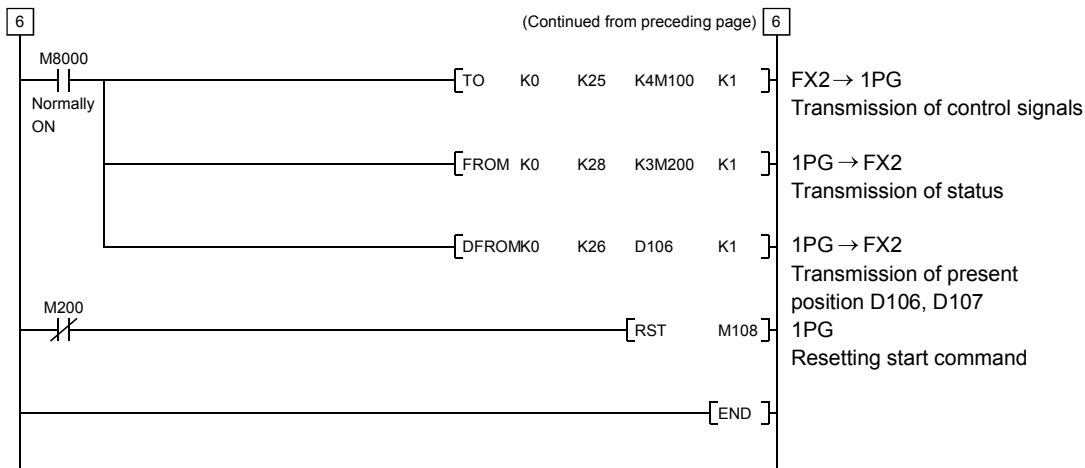 6 (Continued from preceding page) 6
M8000
TO K0 K25 K4M100 K1 FX2→ 1PG
Normally Transmission of control signals
ON
FROM K0 K28 K3M200 K1 1PG → FX2
Transmission of status
DFROMK0 K26 D106 K1 1PG → FX2
Transmission of present
M200 position D106, D107
RST M108 1PG
Resetting start command
END